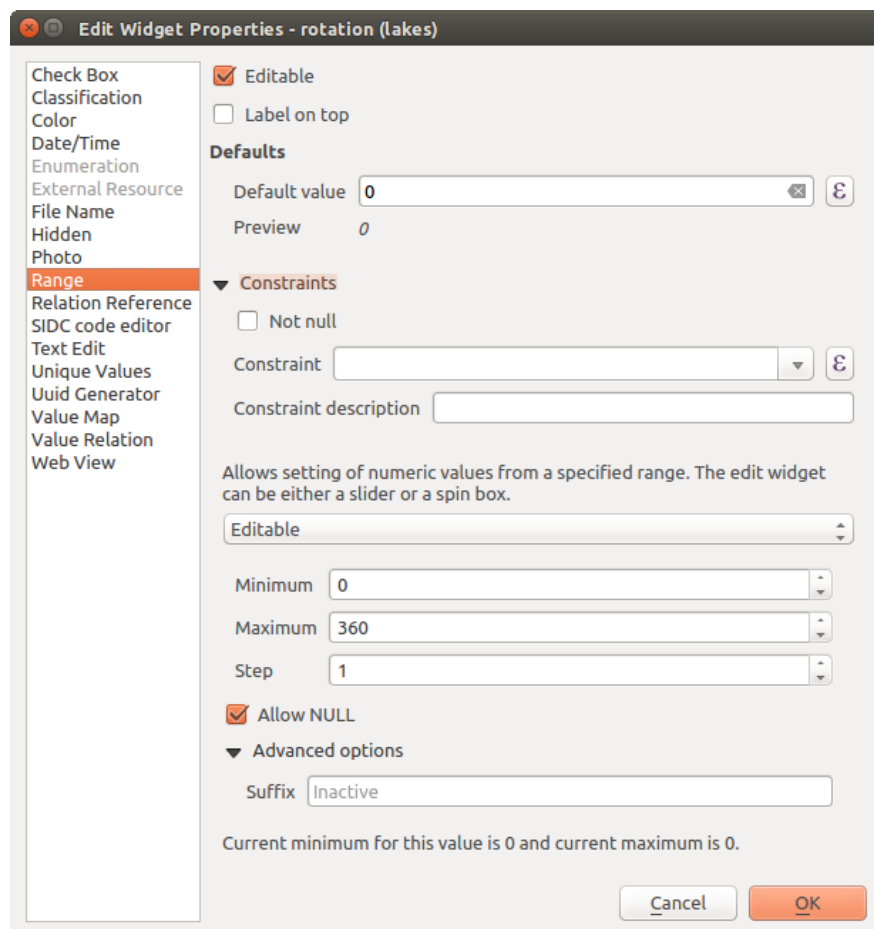 Edit Widget Properties - rotation (lakes)
Check Box
Classification
Color
Date/Time
Enumeration
External Resource
File Name
Hidden
Photo
Range
Relation Reference
SIDC code editor
Text Edit
Unique Values
Uuid Generator
Value Map
Value Relation
Web View
Editable
Label on top
Defaults
Default value 0 ε
Preview 0
Constraints
Not null
Constraint ε
Constraint description
Allows setting of numeric values from a specified range. The edit widget
can be either a slider or a spin box.
Editable
Minimum 0
Maximum 360
Step 1
Allow NULL
Advanced options
Suffix Inactive
Current minimum for this value is 0 and current maximum is 0.
Cancel OK